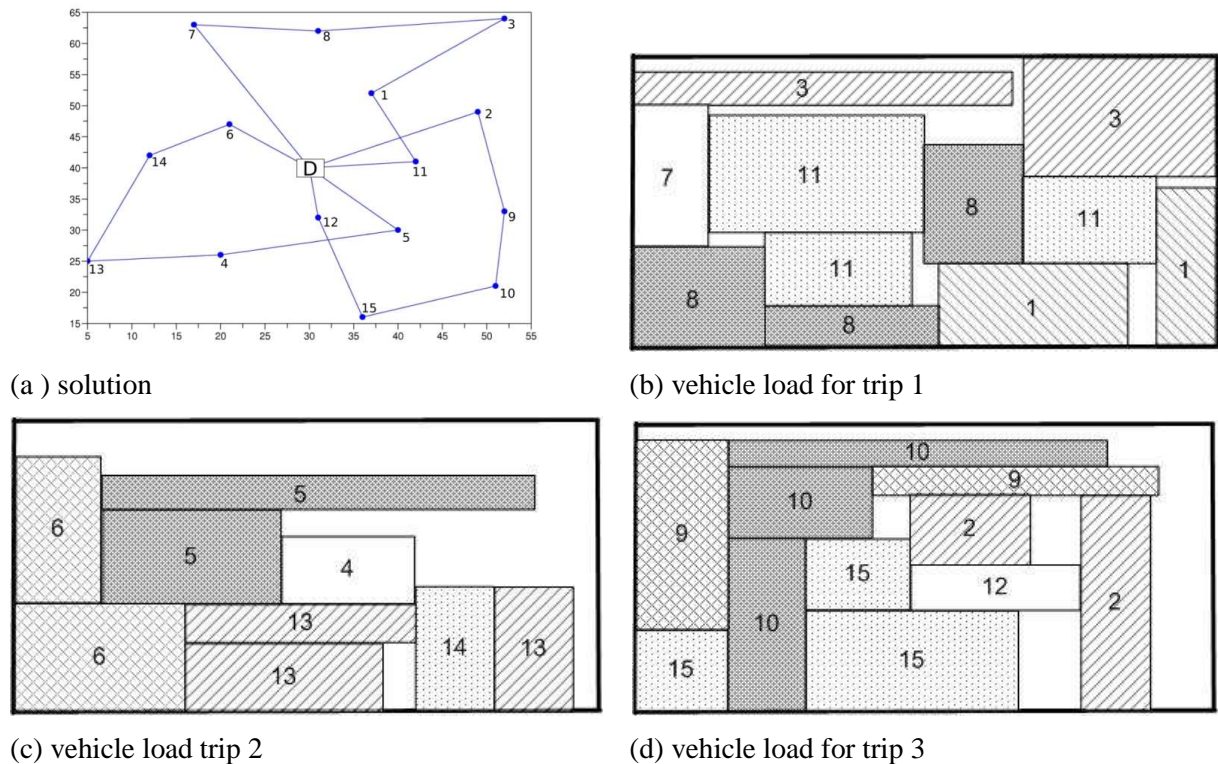 65
60
55
50
45
40
35
30
25
20
15
5 10 15 20 25 30 35 40 45 50 55
7 8 3
1 2
6
14 D 11
12 9
5
13 4
15 10
3 3
7 11 8 11
8 11 8 1 1
(a ) solution
(b) vehicle load for trip 1
6 5 4
6 13 13 14 13
10
9 10 9
2
15 12
15 10 15 2
(c) vehicle load trip 2
(d) vehicle load for trip 3